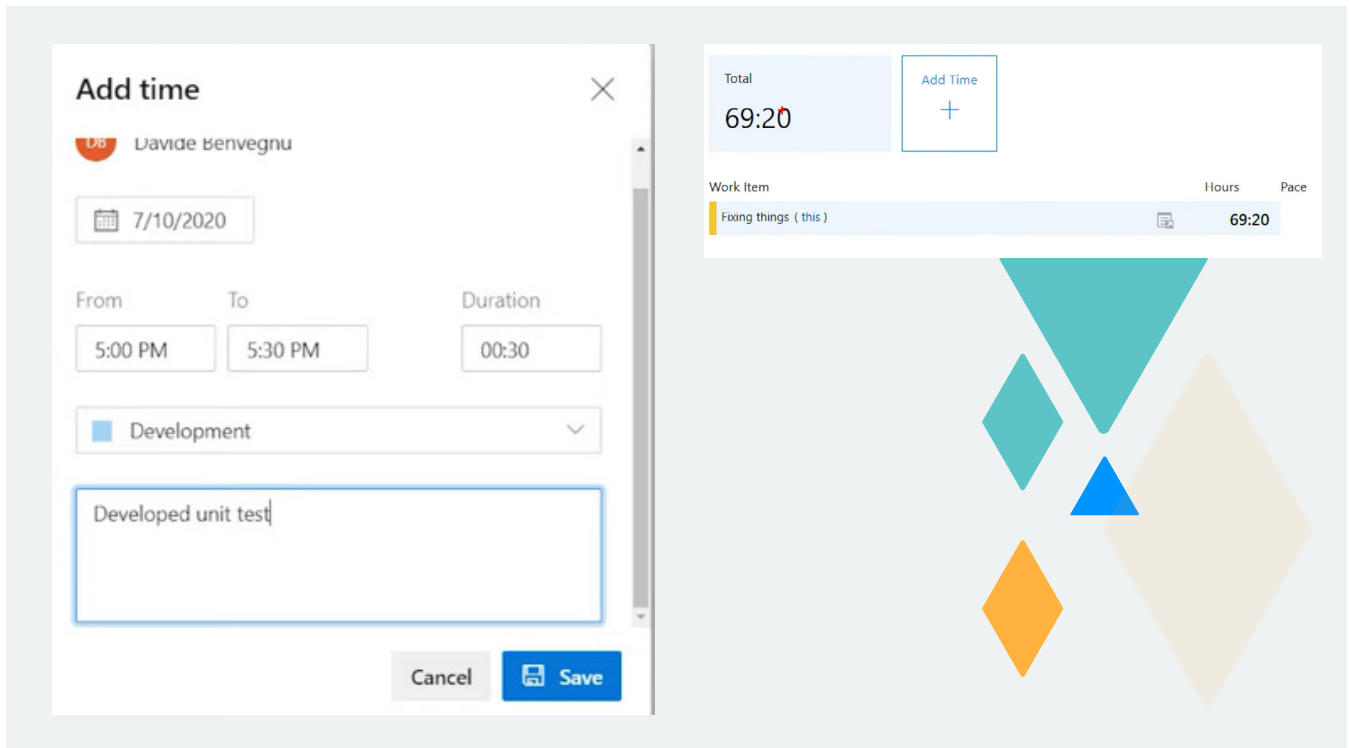 Add time
DB
Davide Benvegnu
7/10/2020
From To Duration
5:00 PM 5:30 PM 00:30
Development
Developed unit test
Cancel Save
Total
69:20
Add Time
Work Item Hours Pace
Fixing things ( this ) 69:20